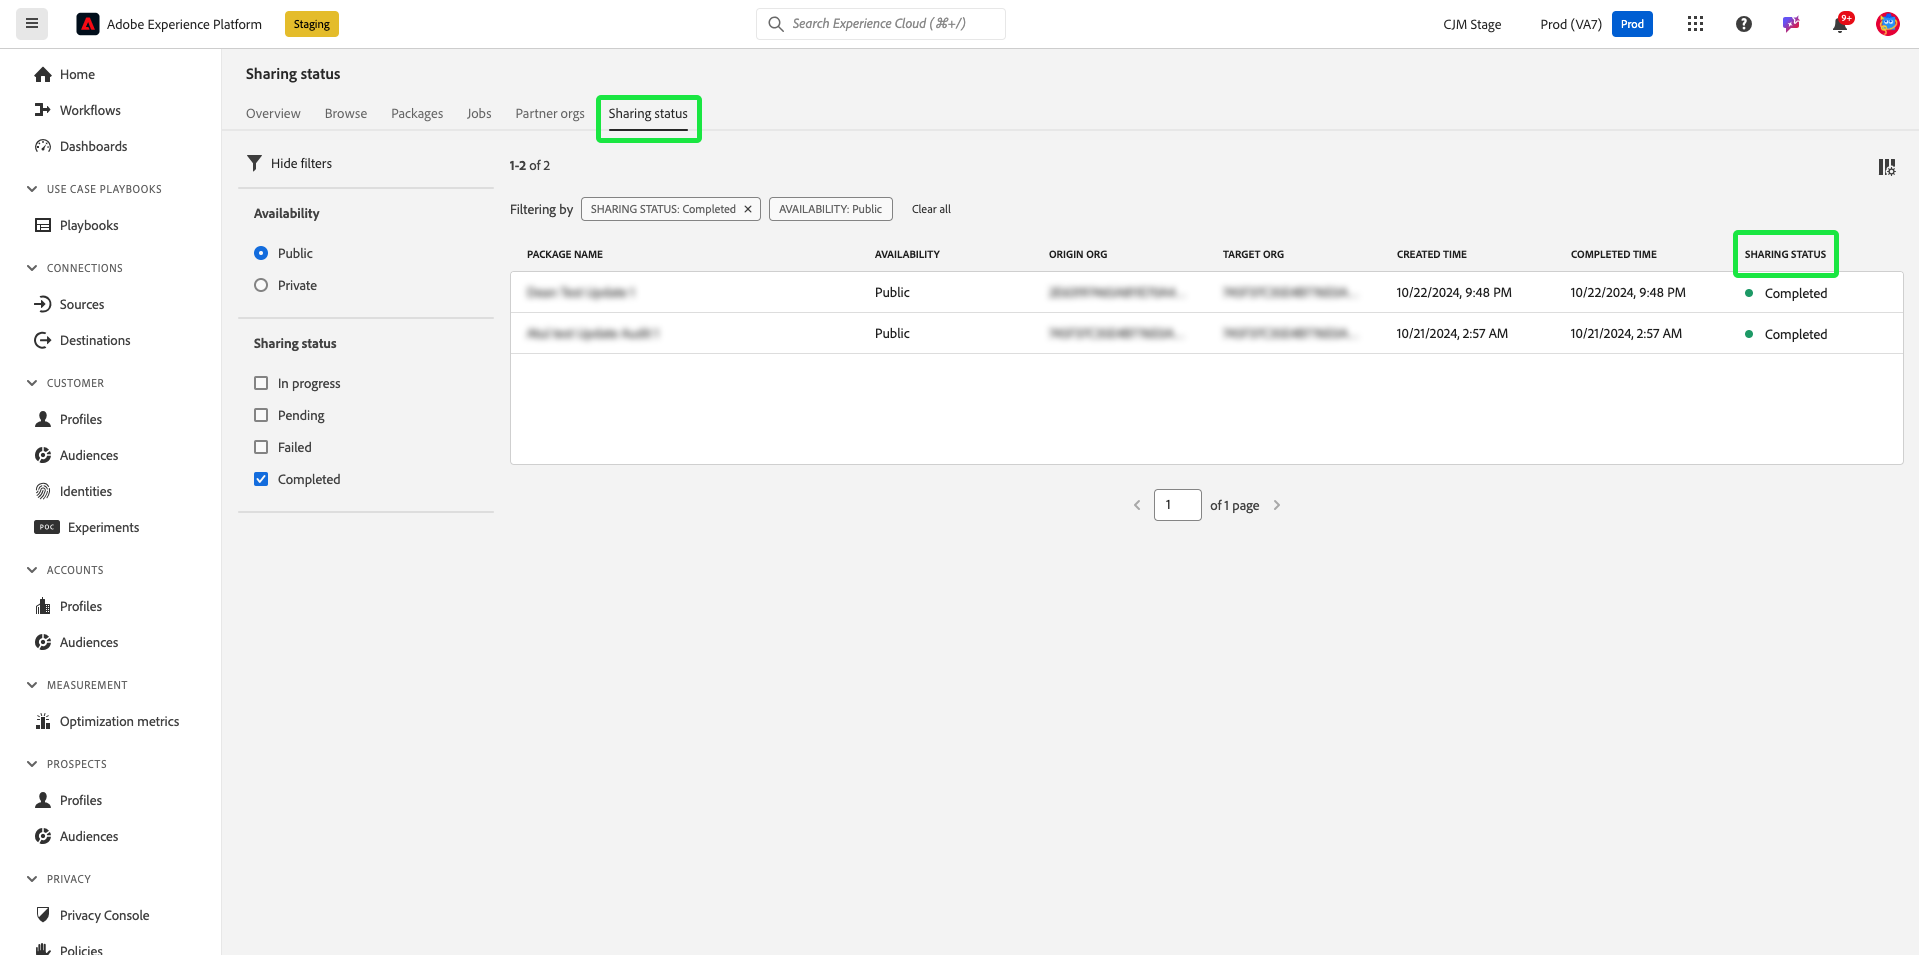 Adobe Experience Platform
Staging
Search Experience Cloud (⌘+/)
CJM Stage
Prod (VA7)
Prod
9+
Home
Workflows
Dashboards
USE CASE PLAYBOOKS
Playbooks
CONNECTIONS
Sources
Destinations
CUSTOMER
Profiles
Audiences
Identities
POC Experiments
ACCOUNTS
Profiles
Audiences
MEASUREMENT
Optimization metrics
PROSPECTS
Profiles
Audiences
PRIVACY
Privacy Console
Policies
Sharing status
Overview Browse Packages Jobs Partner orgs Sharing status
Hide filters
Availability
Public
Private
Sharing status
In progress
Pending
Failed
Completed
1-2 of 2
Filtering by SHARING STATUS: Completed AVAILABILITY: Public Clear all
PACKAGE NAME AVAILABILITY ORIGIN ORG TARGET ORG CREATED TIME COMPLETED TIME SHARING STATUS
Public 10/22/2024, 9:48 PM 10/22/2024, 9:48 PM Completed
Public 10/21/2024, 2:57 AM 10/21/2024, 2:57 AM Completed
1 of 1 page